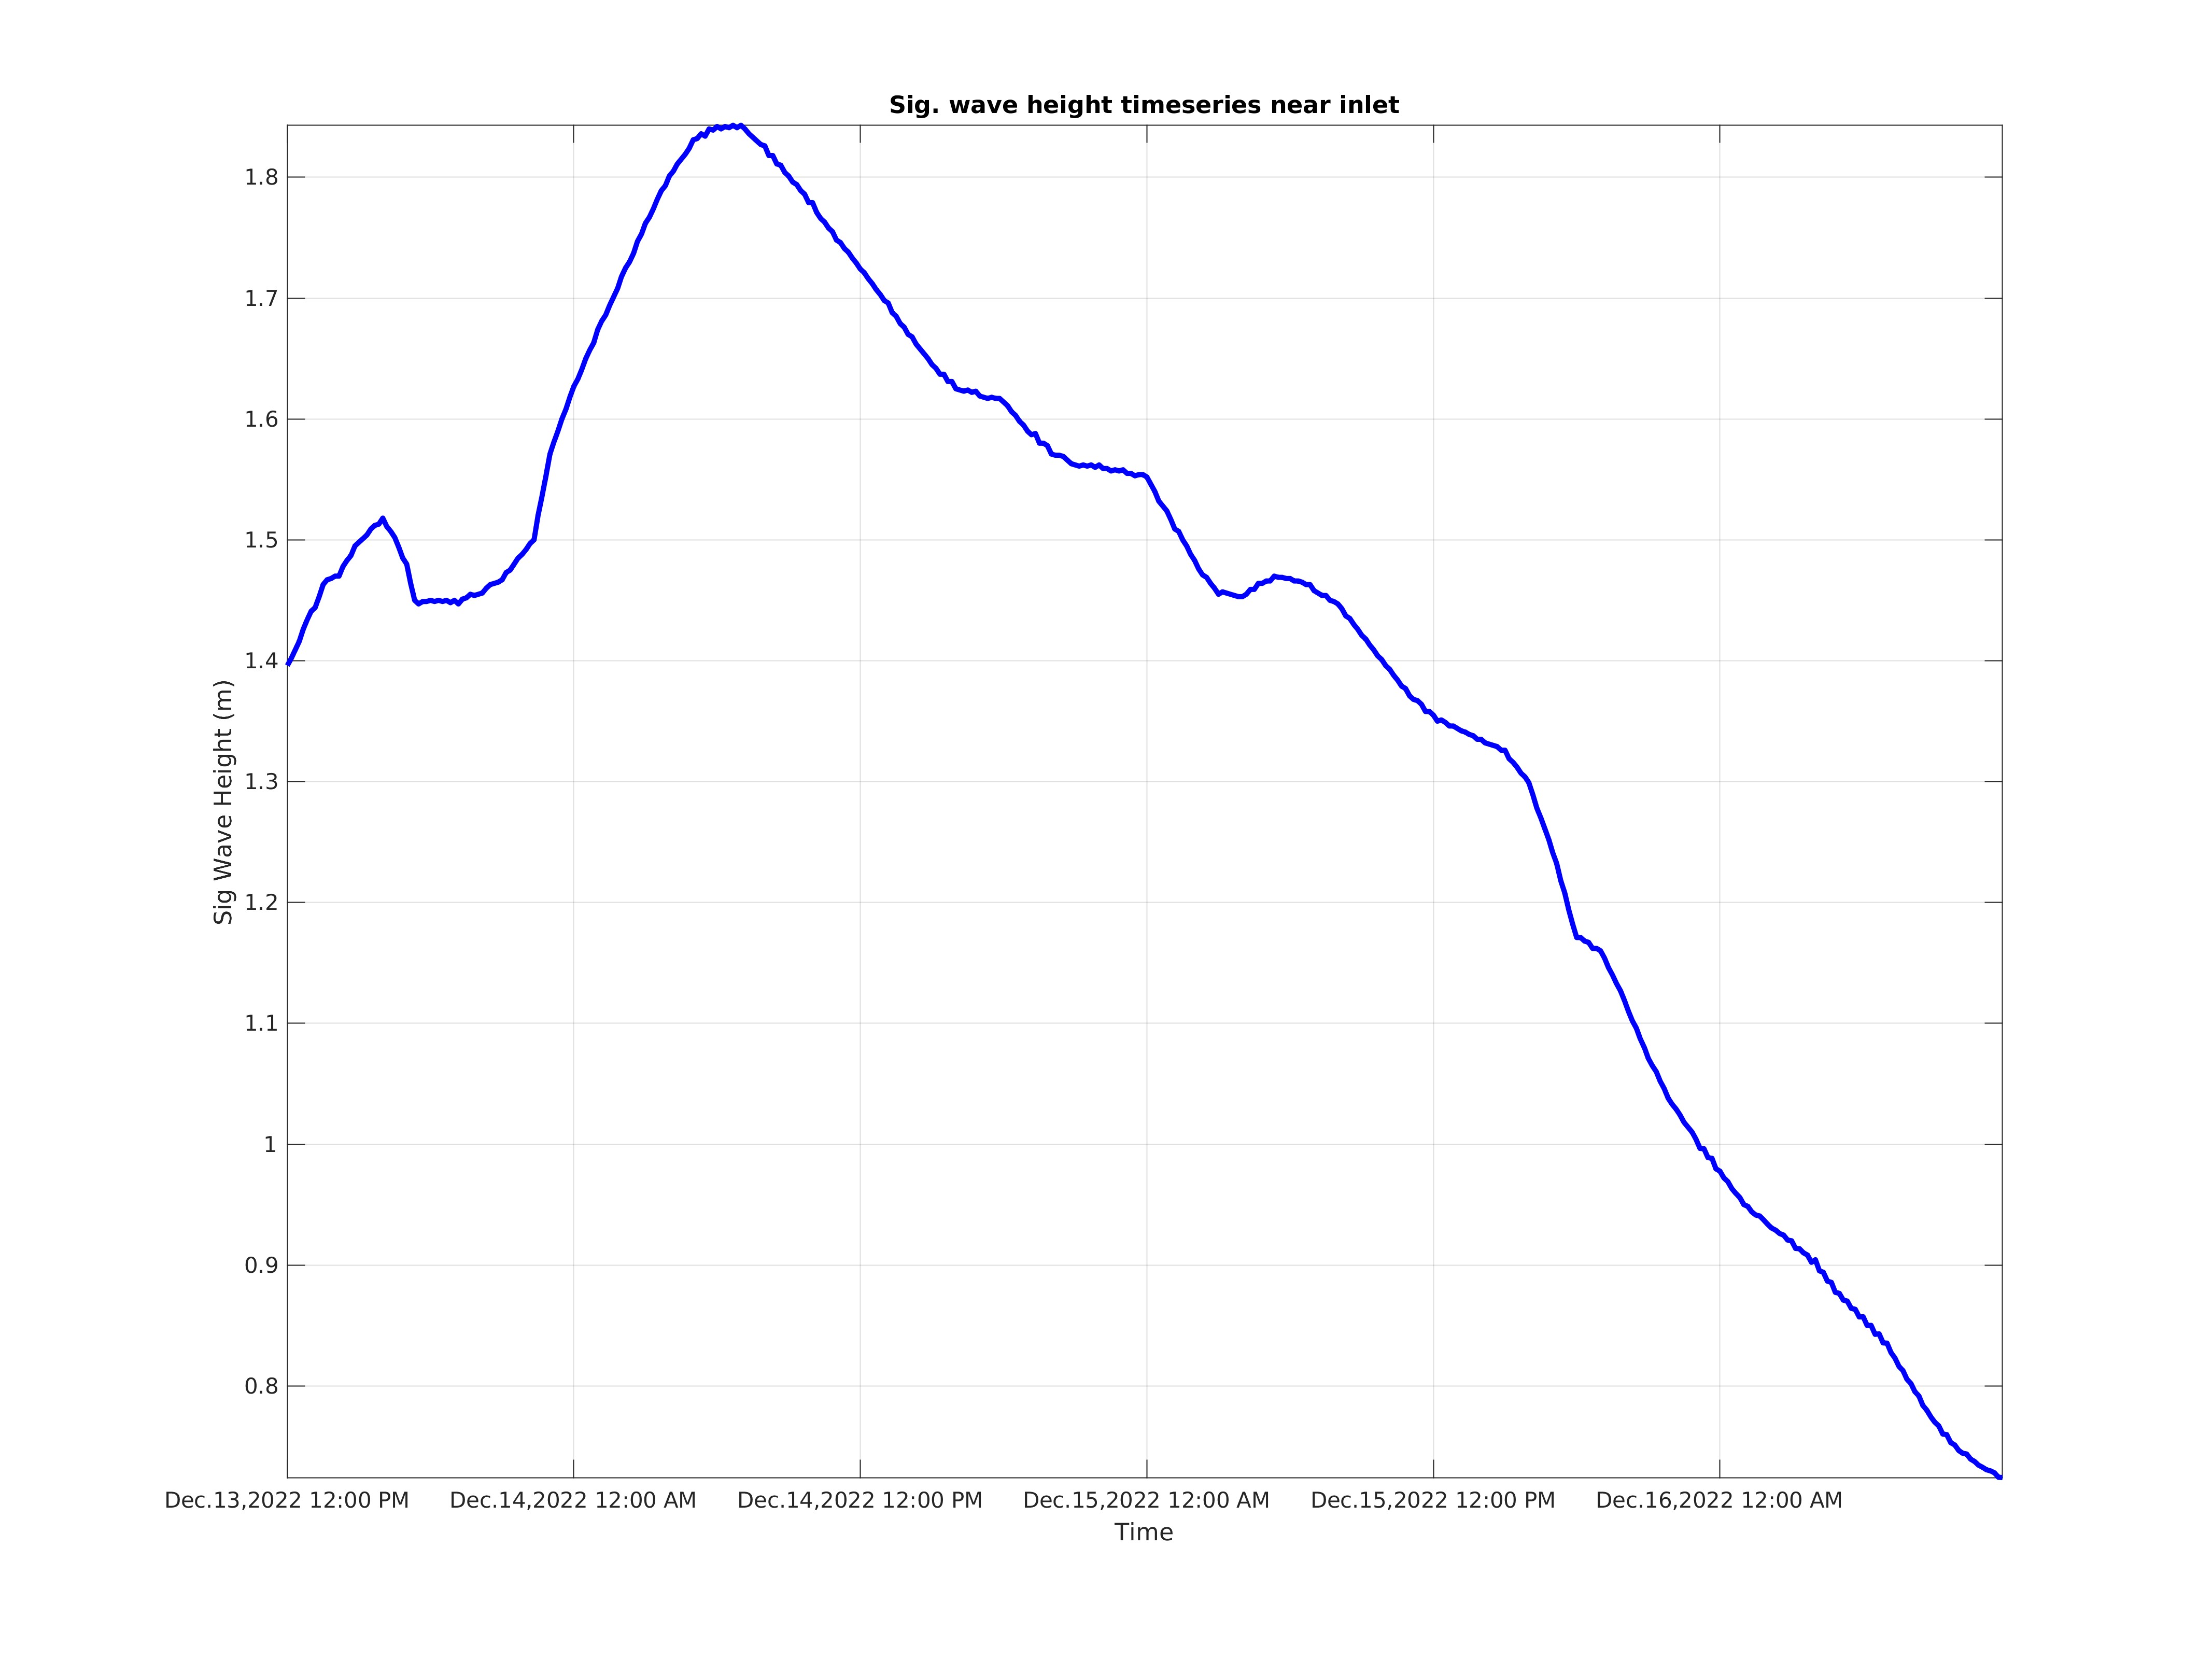 Sig. wave height timeseries near inlet
Sig Wave Height (m)
1.8
1.7
1.6
1.5
1.4
1.3
1.2
1.1
1
0.9
0.8
Dec.13,2022 12:00 PM
Dec.14,2022 12:00 AM
Dec.14,2022 12:00 PM
Dec.15,2022 12:00 AM
Dec.15,2022 12:00 PM
Dec.16,2022 12:00 AM
Time